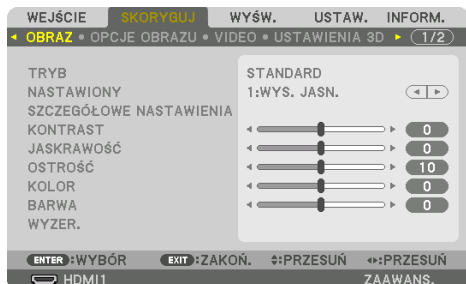 WEJŚCIE SKORYGUJ WYŚW. USTAW. INFORM.
OBRAZ • OPCJE OBRAZU • VIDEO • USTAWIENIA 3D 1/2
TRYB STANDARD
NASTAWIONY 1:WYS. JASN.
SZCZEGÓŁOWE NASTAWIENIA
KONTRAST 0
JASKRAWOŚĆ 0
OSTROŚĆ 10
KOLOR 0
BARWA 0
WYZER.
ENTER:WYBÓR EXIT:ZAKOŃ. :PRZESUŃ :PRZESUŃ
HDMI1 ZAAWANS.